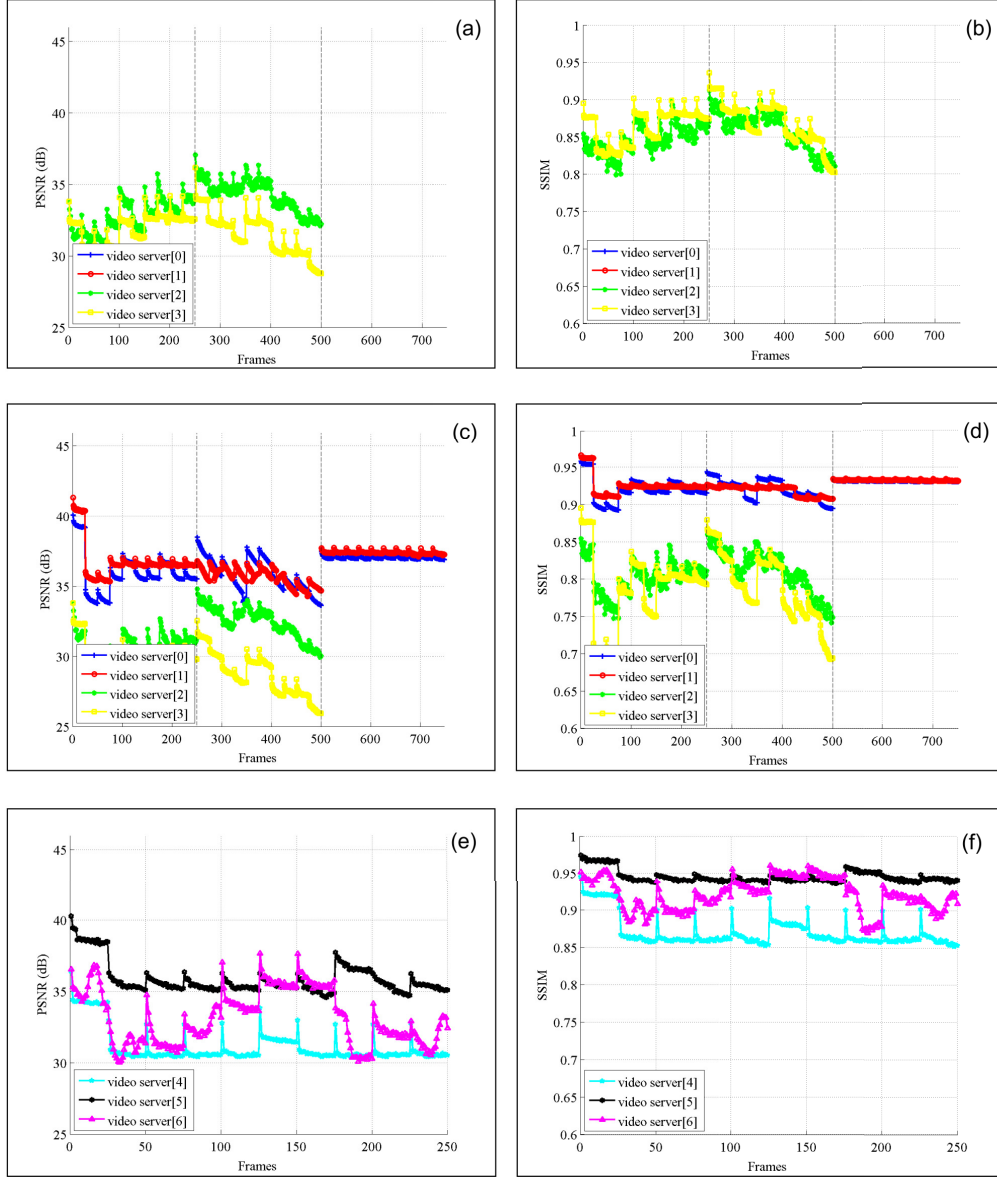 (a)
PSNR (dB)
45
40
35
30
25
video server[0]
video server[1]
video server[2]
video server[3]
0 100 200 300 400 500 600 700
Frames
(b)
SSIM
1
0.95
0.9
0.85
0.8
0.75
0.7
0.65
0.6
video server[0]
video server[1]
video server[2]
video server[3]
0 100 200 300 400 500 600 700
Frames
(c)
PSNR (dB)
45
40
35
30
25
video server[0]
video server[1]
video server[2]
video server[3]
0 100 200 300 400 500 600 700
Frames
(d)
SSIM
1
0.95
0.9
0.85
0.8
0.75
0.7
0.65
0.6
video server[0]
video server[1]
video server[2]
video server[3]
0 100 200 300 400 500 600 700
Frames
(e)
PSNR (dB)
45
40
35
30
25
video server[4]
video server[5]
video server[6]
0 50 100 150 200 250
Frames
(f)
SSIM
1
0.95
0.9
0.85
0.8
0.75
0.7
0.65
0.6
video server[4]
video server[5]
video server[6]
0 50 100 150 200 250
Frames